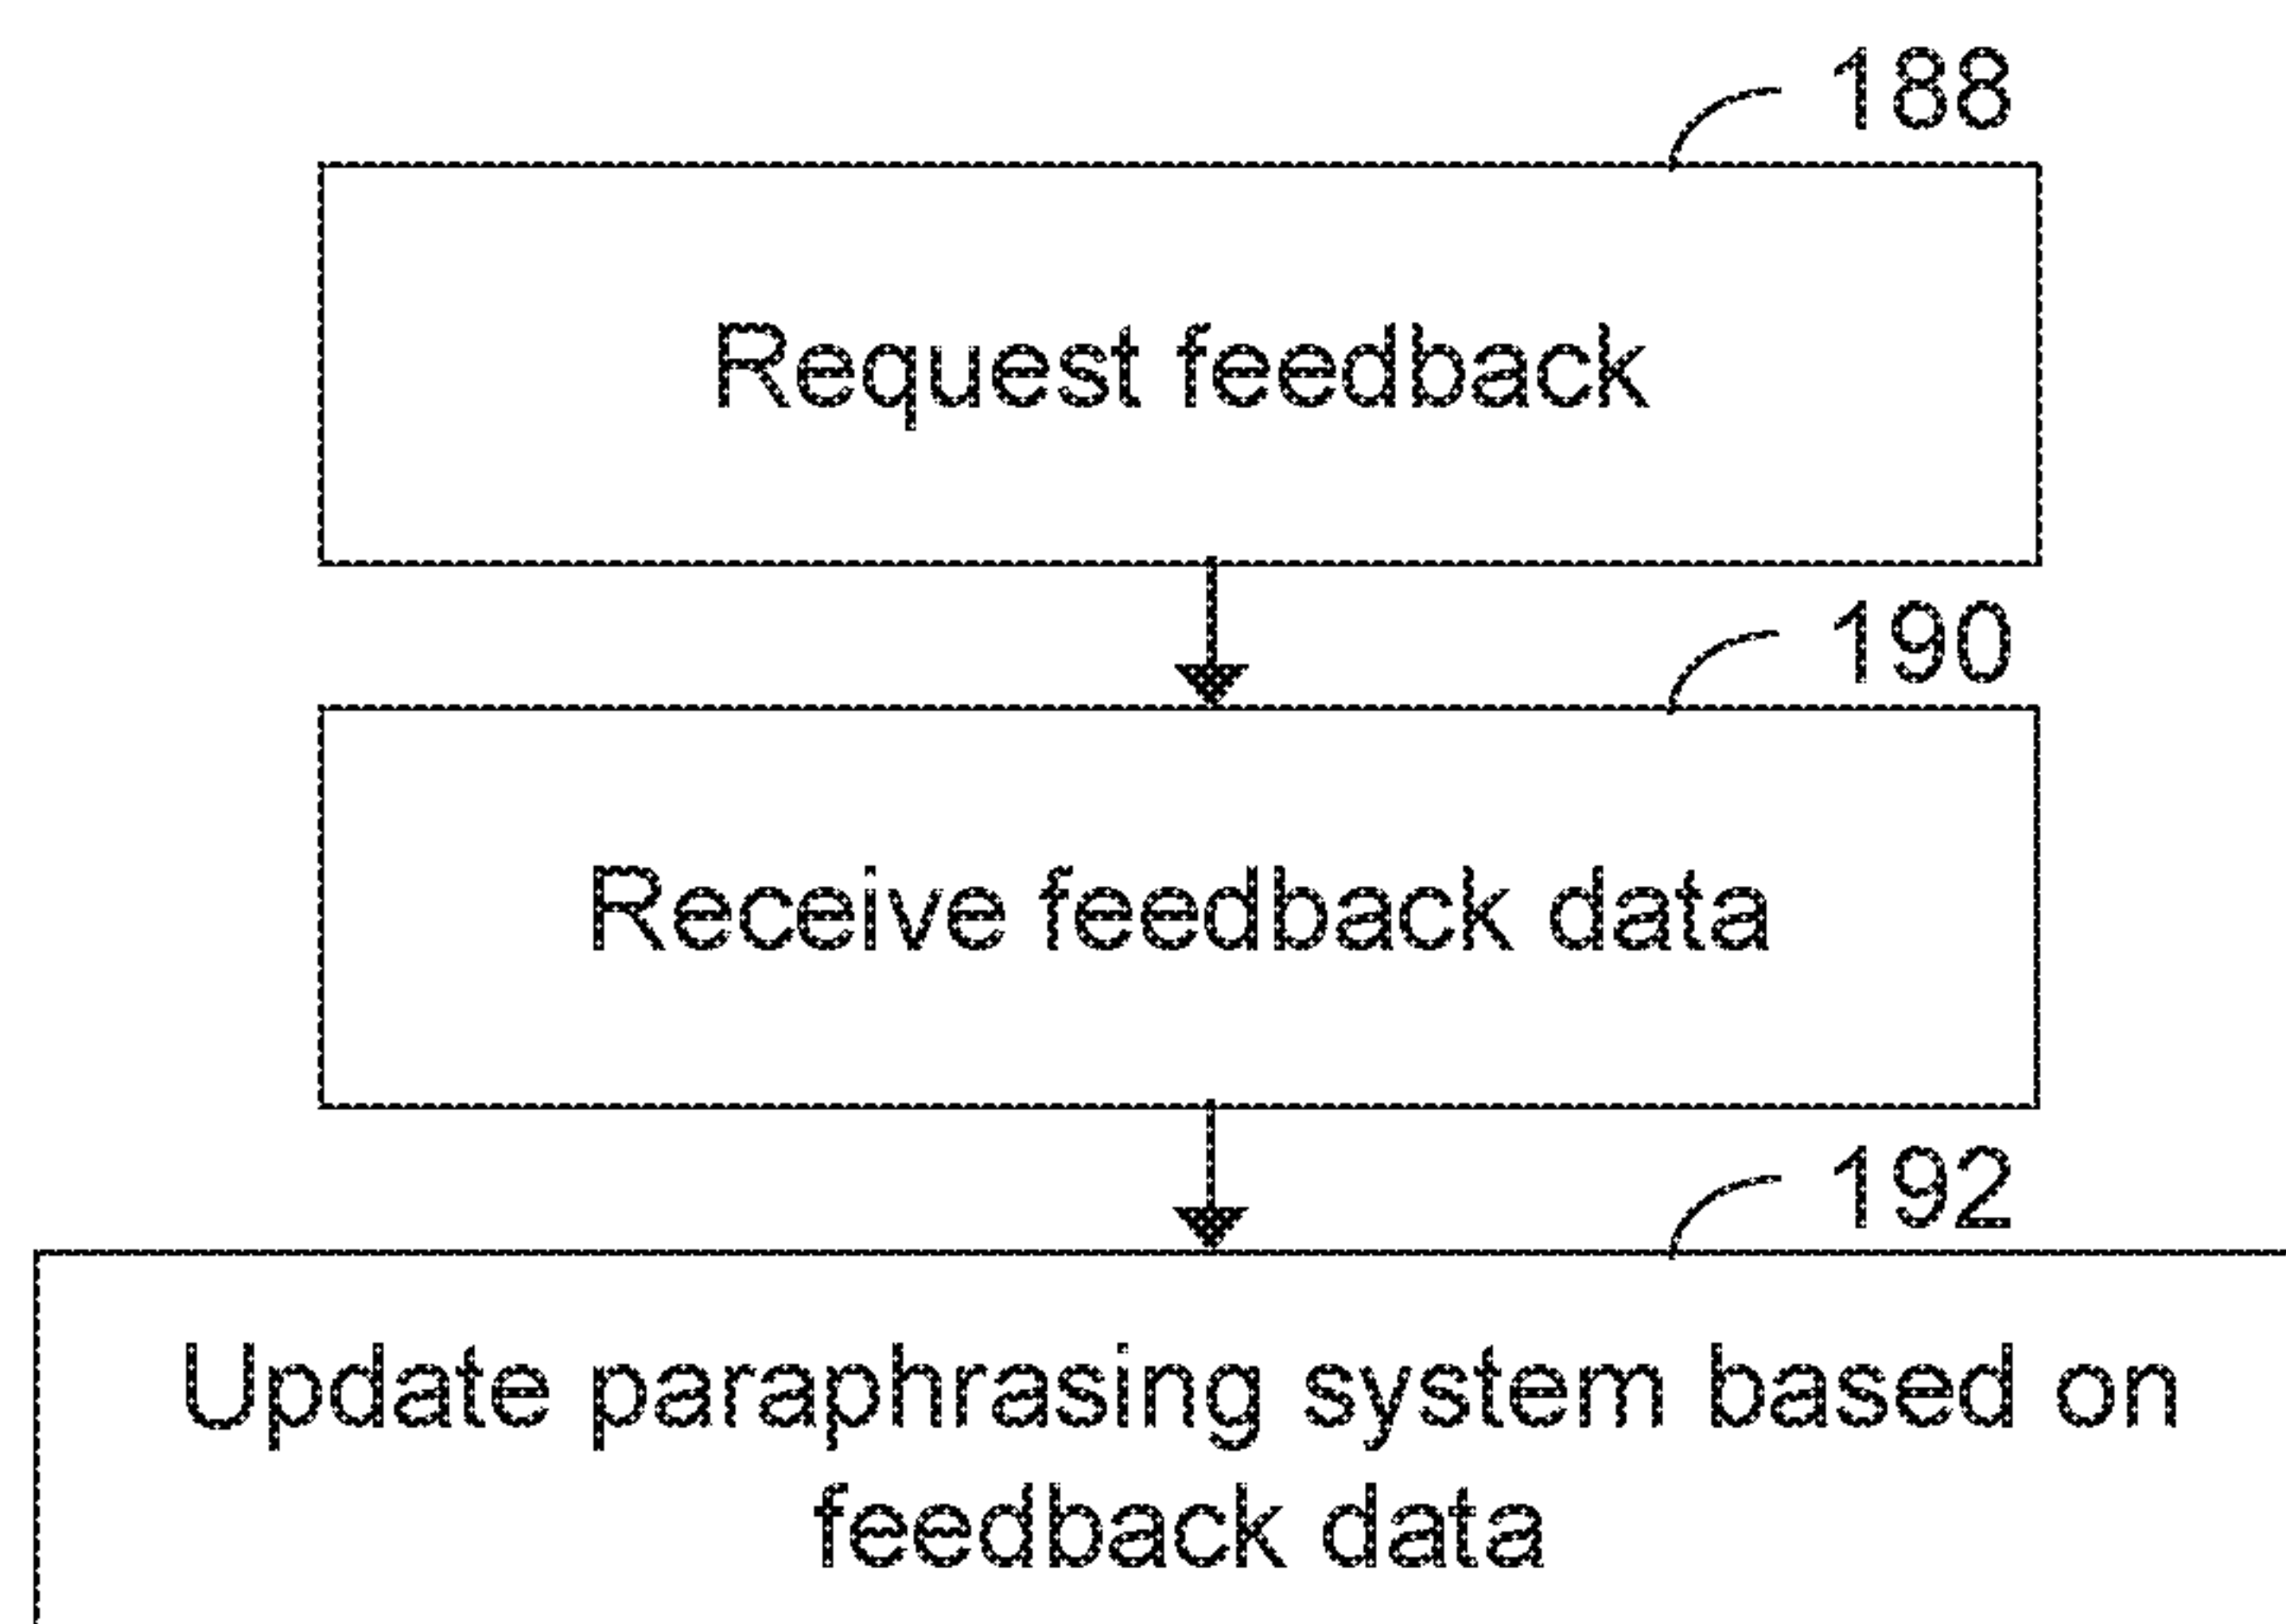 188
Request feedback
190
Receive feedback data
192
Update paraphrasing system based on
feedback data